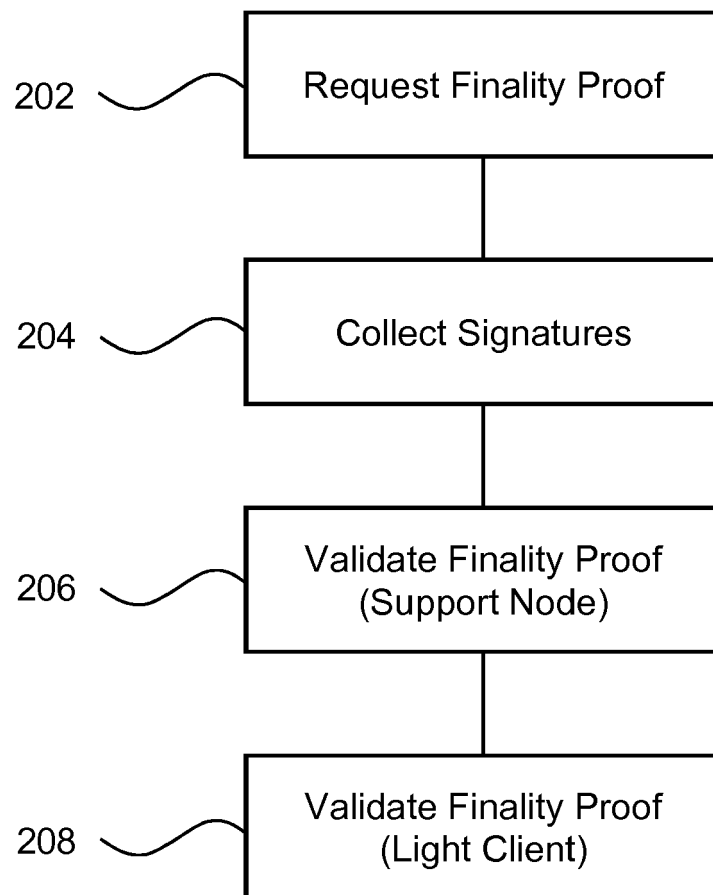 202
Request Finality Proof
204
Collect Signatures
206
Validate Finality Proof
(Support Node)
208
Validate Finality Proof
(Light Client)